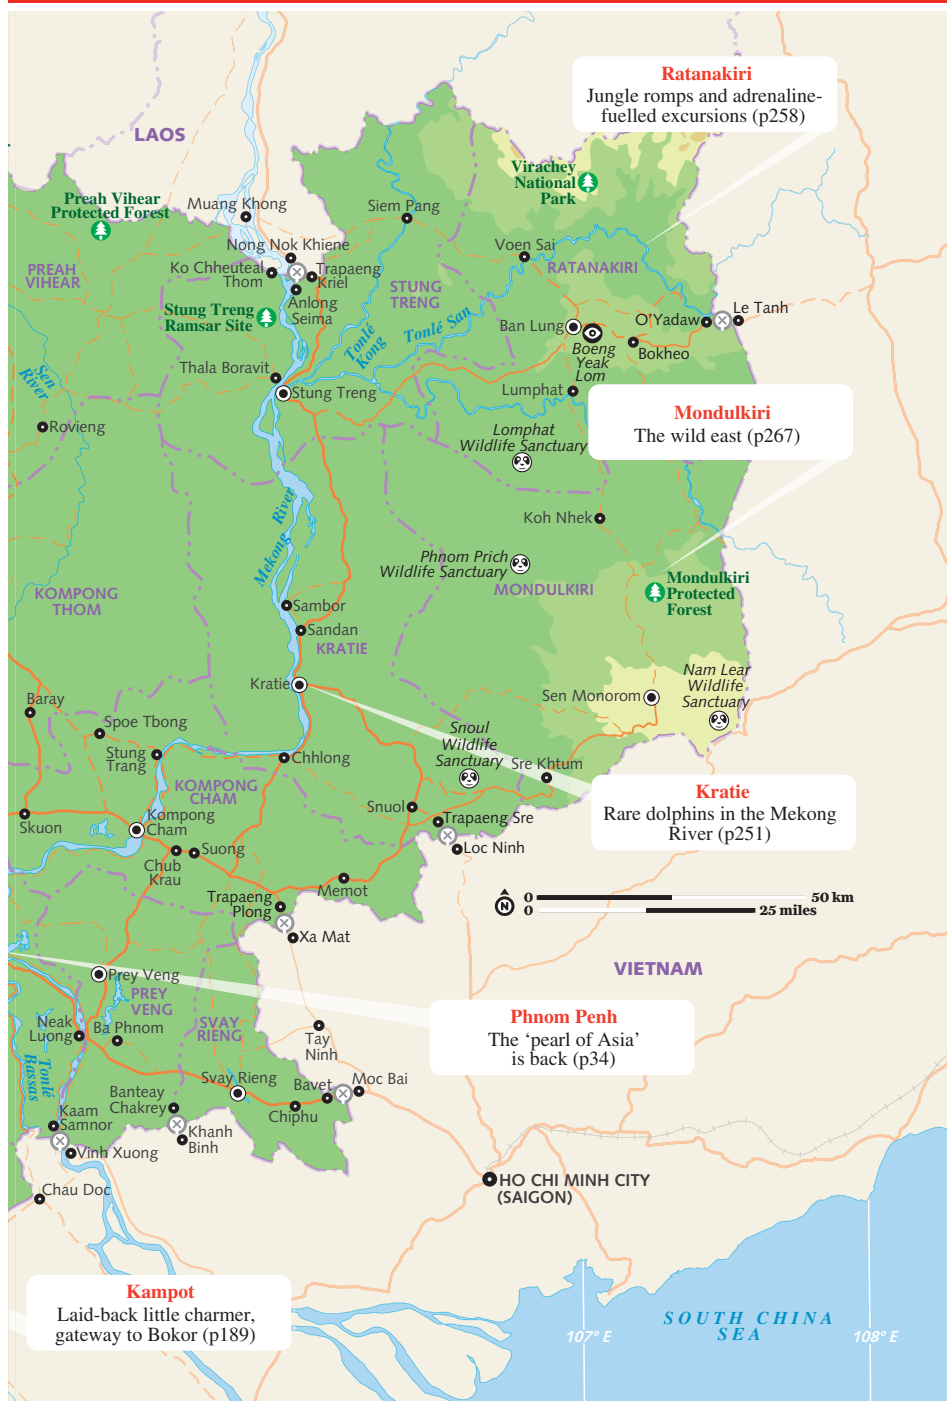 Ratanakiri
Jungle romps and adrenaline-
fuelled excursions (p258)
LAOS
Virachey
National
Park
Preah Vihear
Protected Forest
Muang Khong
Siem Pang
Nong Nok Khiene
Voen Sai
PREAH
VIHEAR
Ko Chheuteal
Thom
Trapaeng
Kriel
RATANAKIRI
STUNG
TRENG
Anlong
Seima
Stung Treng
Ramsar Site
Tonlé
Kong
Tonlé San
Ban Lung
O'Yadaw
Le Tanh
Boeng
Yeak
Lom
Bokheo
Thala Boravit
Stung Treng
Lumphat
Sen
River
Mondulkiri
The wild east (p267)
Rovieng
Lomphat
Wildlife Sanctuary
Koh Nhek
Mekong River
Phnom Prich
Wildlife Sanctuary
MONDULKIRI
Mondulkiri
Protected
Forest
KOMPONG
THOM
Sambor
Sandan
KRATIE
Kratie
Nam Lear
Wildlife
Sanctuary
Sen Monorom
Baray
Spoe Tbong
Stung
Trang
Chhlong
Snoul
Wildlife
Sanctuary
Sre Khtum
KOMPONG
CHAM
Kratie
Rare dolphins in the Mekong
River (p251)
Snuol
Trapaeng Sre
Skuon
Kompong
Cham
Loc Ninh
Chub
Krau
Suong
Memot
Trapaeng
Plong
Xa Mat
N
0 50 km
0 25 miles
VIETNAM
Prey Veng
PREY
VENG
Phnom Penh
The ‘pearl of Asia’
is back (p34)
Neak
Luong
Ba Phnom
SVAY
RIENG
Tay
Ninh
Tonlé
Bassas
Svay Rieng
Bavet
Moc Bai
Banteay
Chakrey
Chiphu
Kaam
Samnor
Khanh
Binh
Vinh Xuong
Chau Doc
HO CHI MINH CITY
(SAIGON)
Kampot
Laid-back little charmer,
gateway to Bokor (p189)
SOUTH CHINA
SEA
107° E
108° E